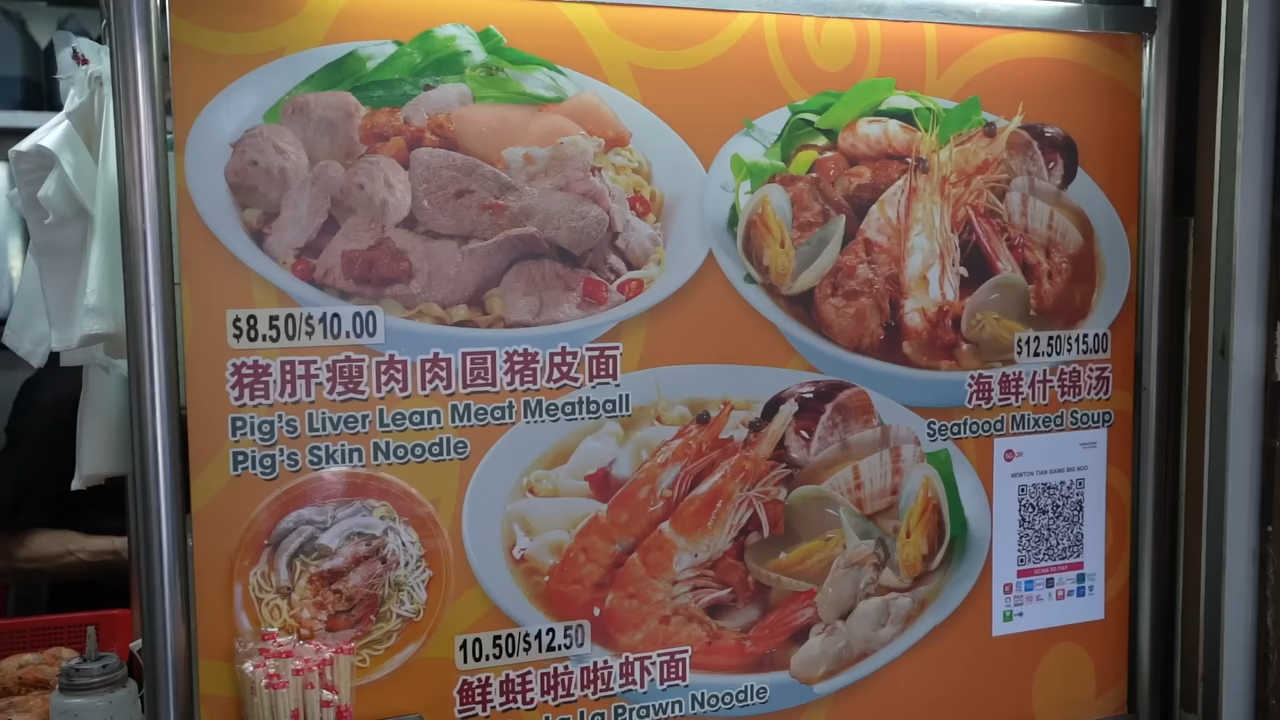 $8.50/$10.00
猪肝瘦肉肉圆猪皮面
Pig's Liver Lean Meat Meatball
Pig's Skin Noodle
$12.50/$15.00
海鲜什锦汤
Seafood Mixed Soup
NEWTON TIAN XIANG BIG NOO
SCAN TO PAY
10.50/$12.50
鲜蚝啦啦虾面
La La Prawn Noodle